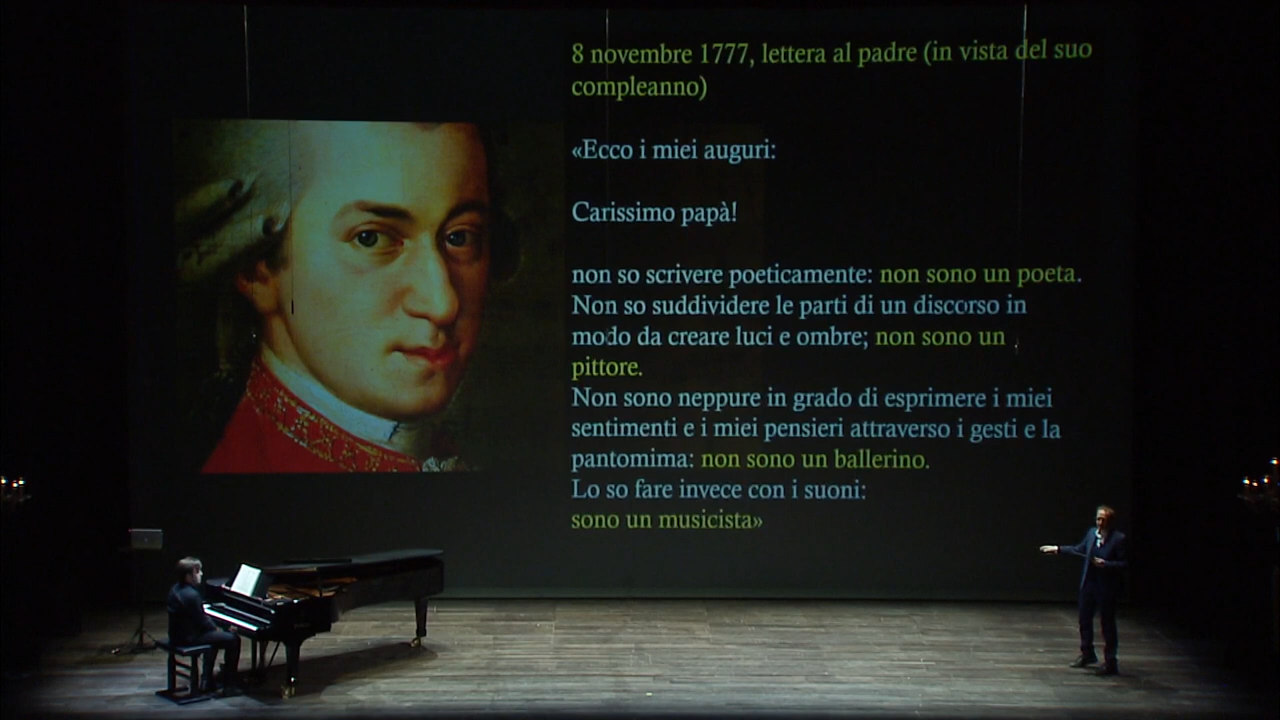 8 novembre 1777, lettera al padre (in vista del suo
compleanno)
«Ecco i miei auguri:
Carissimo papà!
non so scrivere poeticamente: non sono un poeta.
Non so suddividere le parti di un discorso in
modo da creare luci e ombre; non sono un
pittore.
Non sono neppure in grado di esprimere i miei
sentimenti e i miei pensieri attraverso i gesti e la
pantomima: non sono un ballerino.
Lo so fare invece con i suoni:
sono un musicista»